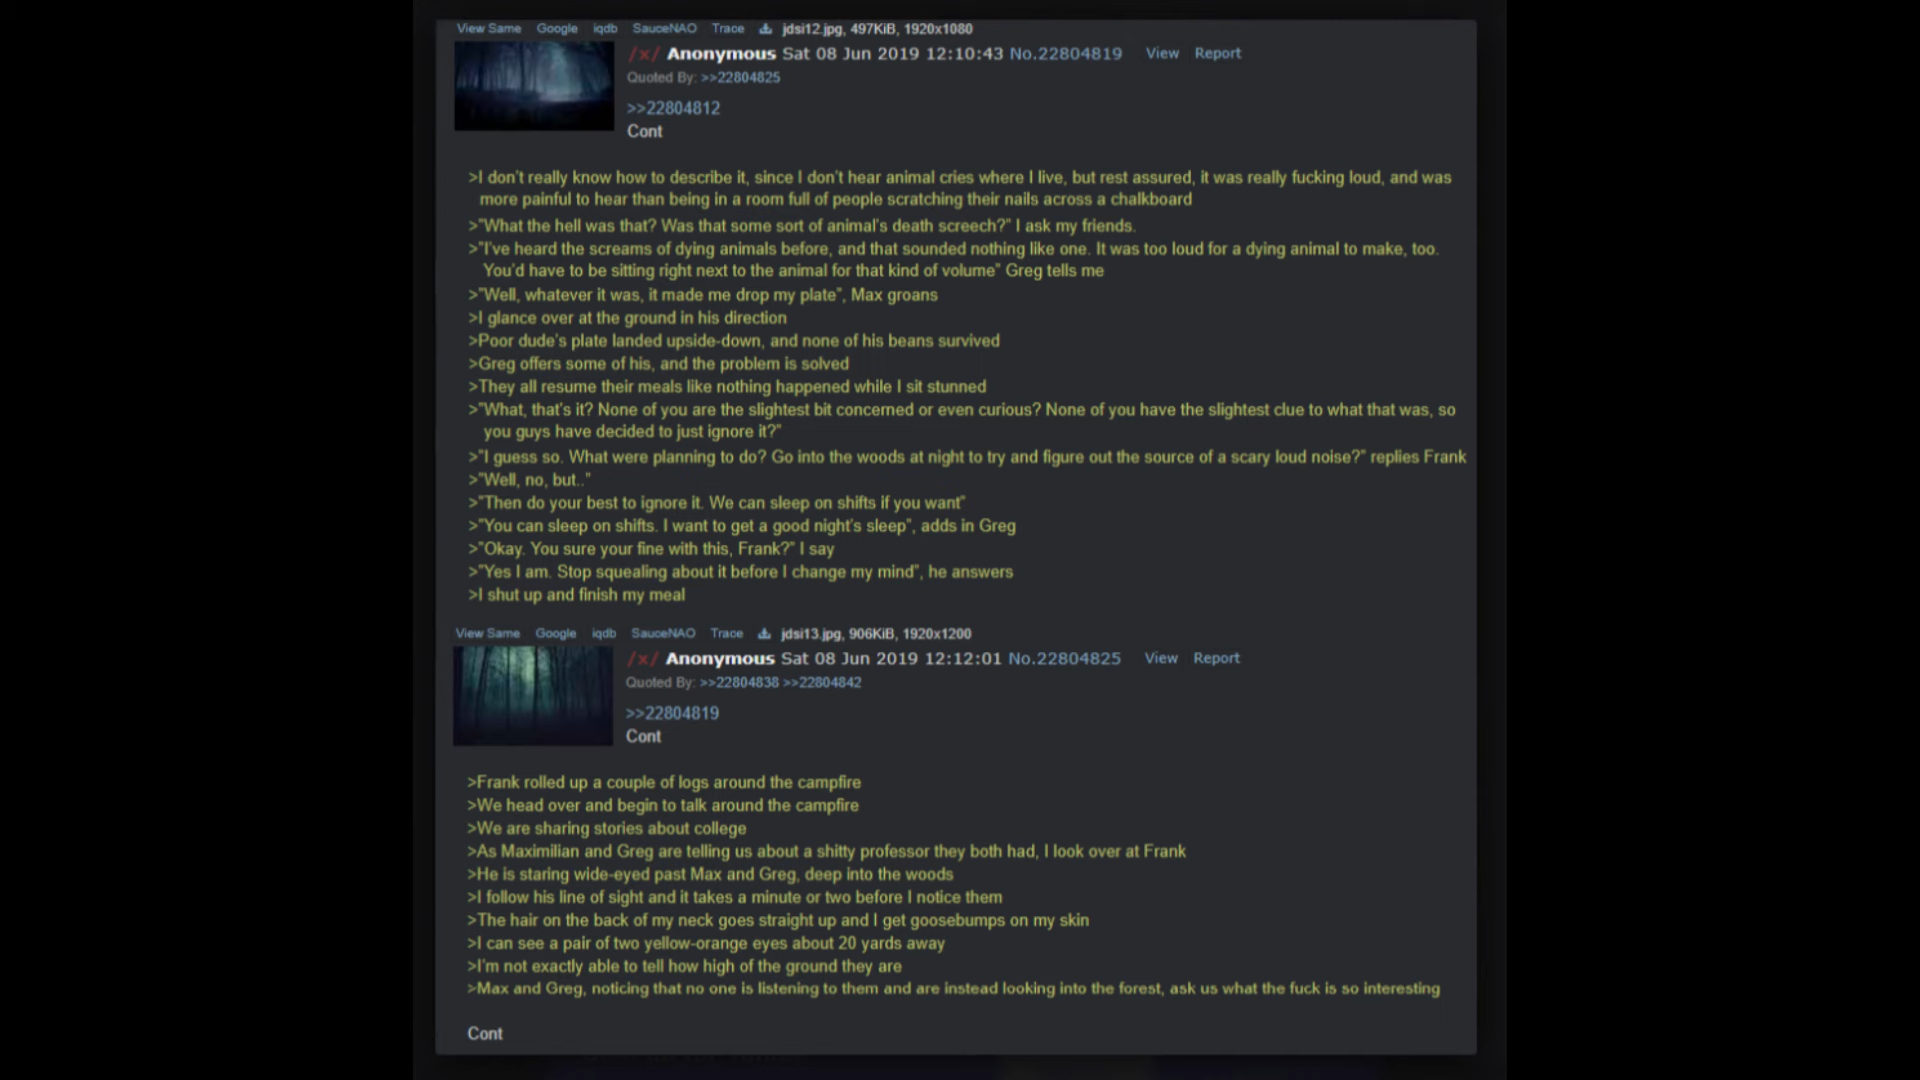 View Same Google iqdb SauceNAO Trace jdsi12.jpg, 497KiB, 1920x1080
/x/ Anonymous Sat 08 Jun 2019 12:10:43 No.22804819 View Report
Quoted By: >>22804825
>>22804812
Cont
>I don't really know how to describe it, since I don't hear animal cries where I live, but rest assured, it was really fucking loud, and was
more painful to hear than being in a room full of people scratching their nails across a chalkboard
>"What the hell was that? Was that some sort of animal's death screech?" I ask my friends.
>"I've heard the screams of dying animals before, and that sounded nothing like one. It was too loud for a dying animal to make, too.
You'd have to be sitting right next to the animal for that kind of volume" Greg tells me
>"Well, whatever it was, it made me drop my plate", Max groans
>I glance over at the ground in his direction
>Poor dude's plate landed upside-down, and none of his beans survived
>Greg offers some of his, and the problem is solved
>They all resume their meals like nothing happened while I sit stunned
>"What, that's it? None of you are the slightest bit concerned or even curious? None of you have the slightest clue to what that was, so
you guys have decided to just ignore it?"
>"I guess so. What were planning to do? Go into the woods at night to try and figure out the source of a scary loud noise?" replies Frank
>"Well, no, but.."
>"Then do your best to ignore it. We can sleep on shifts if you want"
>"You can sleep on shifts. I want to get a good night's sleep", adds in Greg
>"Okay. You sure your fine with this, Frank?" I say
>"Yes I am. Stop squealing about it before I change my mind", he answers
>I shut up and finish my meal
View Same Google iqdb SauceNAO Trace jdsi13.jpg, 906KiB, 1920x1200
/x/ Anonymous Sat 08 Jun 2019 12:12:01 No.22804825 View Report
Quoted By: >>22804838 >>22804842
>>22804819
Cont
>Frank rolled up a couple of logs around the campfire
>We head over and begin to talk around the campfire
>We are sharing stories about college
>As Maximilian and Greg are telling us about a shitty professor they both had, I look over at Frank
>He is staring wide-eyed past Max and Greg, deep into the woods
>I follow his line of sight and it takes a minute or two before I notice them
>The hair on the back of my neck goes straight up and I get goosebumps on my skin
>I can see a pair of two yellow-orange eyes about 20 yards away
>I'm not exactly able to tell how high of the ground they are
>Max and Greg, noticing that no one is listening to them and are instead looking into the forest, ask us what the fuck is so interesting
Cont